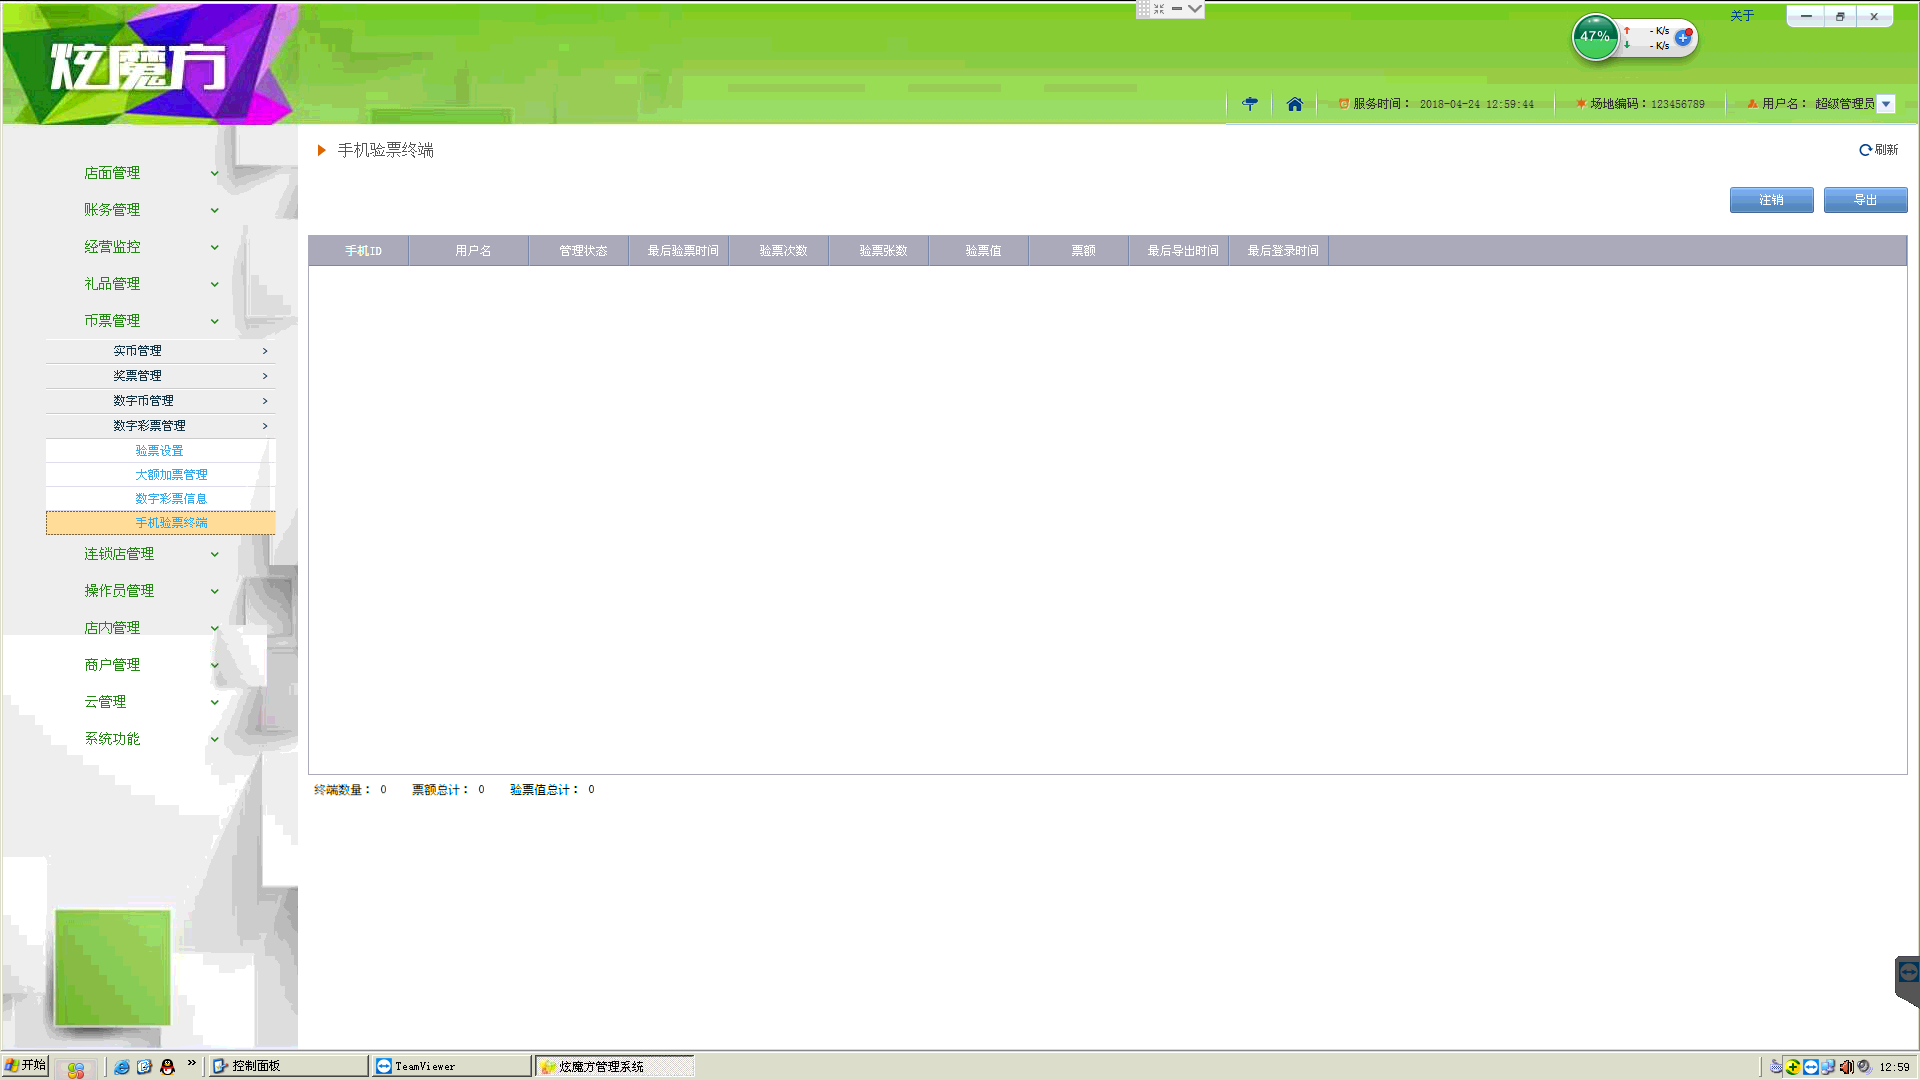 炫魔方
关于
47%
- K/s
- K/s
服务时间： 2018-04-24 12:59:44
场地编码：123456789
用户名： 超级管理员
手机验票终端
刷新
注销
导出
店面管理
账务管理
经营监控
礼品管理
币票管理
实币管理
奖票管理
数字币管理
数字彩票管理
验票设置
大额加票管理
数字彩票信息
手机验票终端
连锁店管理
操作员管理
店内管理
商户管理
云管理
系统功能
手机ID 用户名 管理状态 最后验票时间 验票次数 验票张数 验票值 票额 最后导出时间 最后登录时间
终端数量： 0 票额总计： 0 验票值总计： 0
开始
控制面板
TeamViewer
炫魔方管理系统
12:59